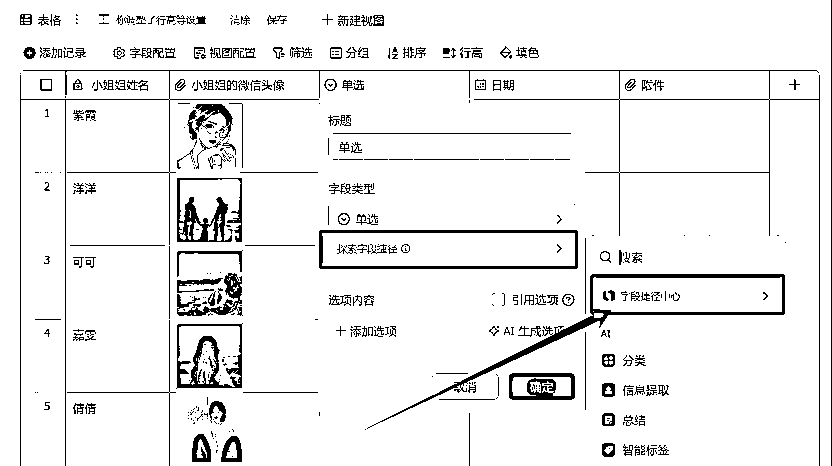 表格 你调整了行高等设置 清除 保存 新建视图
添加记录 字段配置 视图配置 筛选 分组 排序 行高 填色
小姐姐姓名 小姐姐的微信头像 单选 日期 附件
1 紫霞
标题
单选
2 洋洋
字段类型
单选
探索字段捷径
搜索
3 可可
字段捷径中心
选项内容 引用选项
添加选项 AI 生成选项
AI
4 嘉雯
分类
取消 确定
信息提取
5 倩倩
总结
智能标签